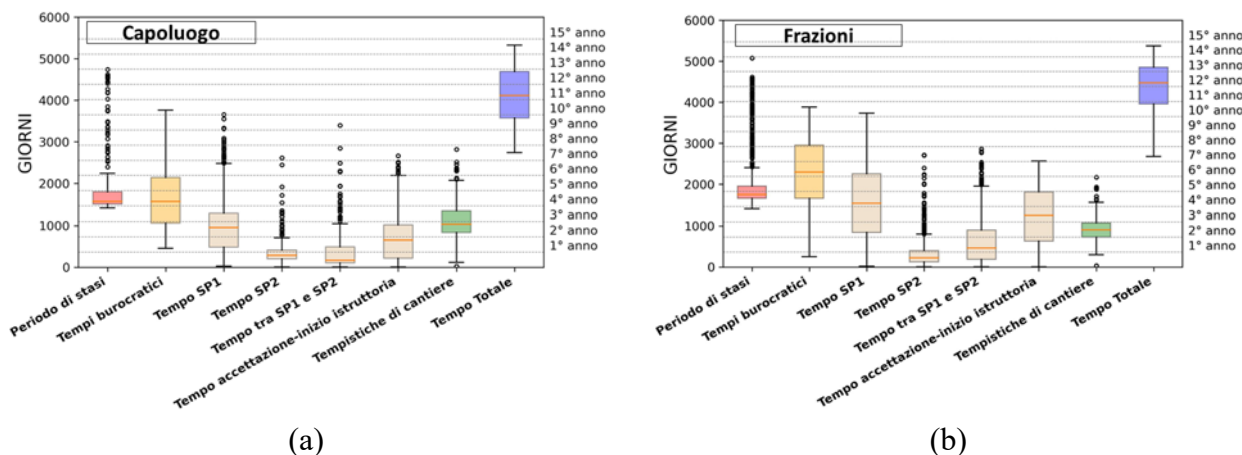 Capoluogo
GIORNI
6000
5000
4000
3000
2000
1000
0
15° anno
14° anno
13° anno
12° anno
11° anno
10° anno
9° anno
8° anno
7° anno
6° anno
5° anno
4° anno
3° anno
2° anno
1° anno
Periodo di stasi
Tempi burocratici
Tempo SP1
Tempo SP2
Tempo tra SP1 e SP2
Tempo accettazione-inizio istruttoria
Tempistiche di cantiere
Tempo Totale
(a)
Frazioni
GIORNI
6000
5000
4000
3000
2000
1000
0
15° anno
14° anno
13° anno
12° anno
11° anno
10° anno
9° anno
8° anno
7° anno
6° anno
5° anno
4° anno
3° anno
2° anno
1° anno
Periodo di stasi
Tempi burocratici
Tempo SP1
Tempo SP2
Tempo tra SP1 e SP2
Tempo accettazione-inizio istruttoria
Tempistiche di cantiere
Tempo Totale
(b)